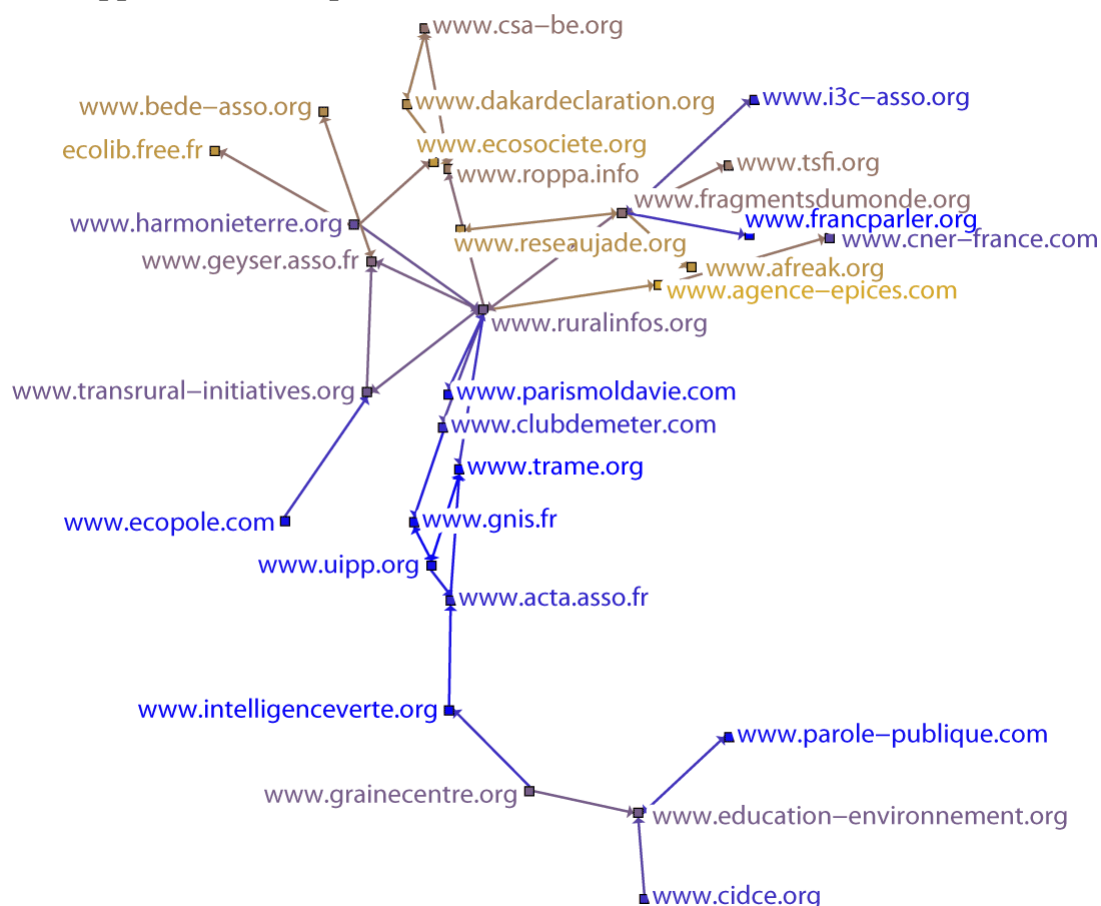 www.csa−be.org
www.dakardeclaration.org
www.i3c−asso.org
www.bede−asso.org
www.ecosociete.org
ecolib.free.fr
www.tsfi.org
www.roppa.info
www.fragmentsdumonde.org
www.harmonieterre.org
www.francparler.org
www.cner−france.com
www.reseaujade.org
www.geyser.asso.fr
www.afreak.org
www.agence−epices.com
www.ruralinfos.org
www.transrural−initiatives.org
www.parismoldavie.com
www.clubdemeter.com
www.trame.org
www.ecopole.com
www.gnis.fr
www.uipp.org
www.acta.asso.fr
www.intelligenceverte.org
www.parole−publique.com
www.grainecentre.org
www.education−environnement.org
www.cidce.org